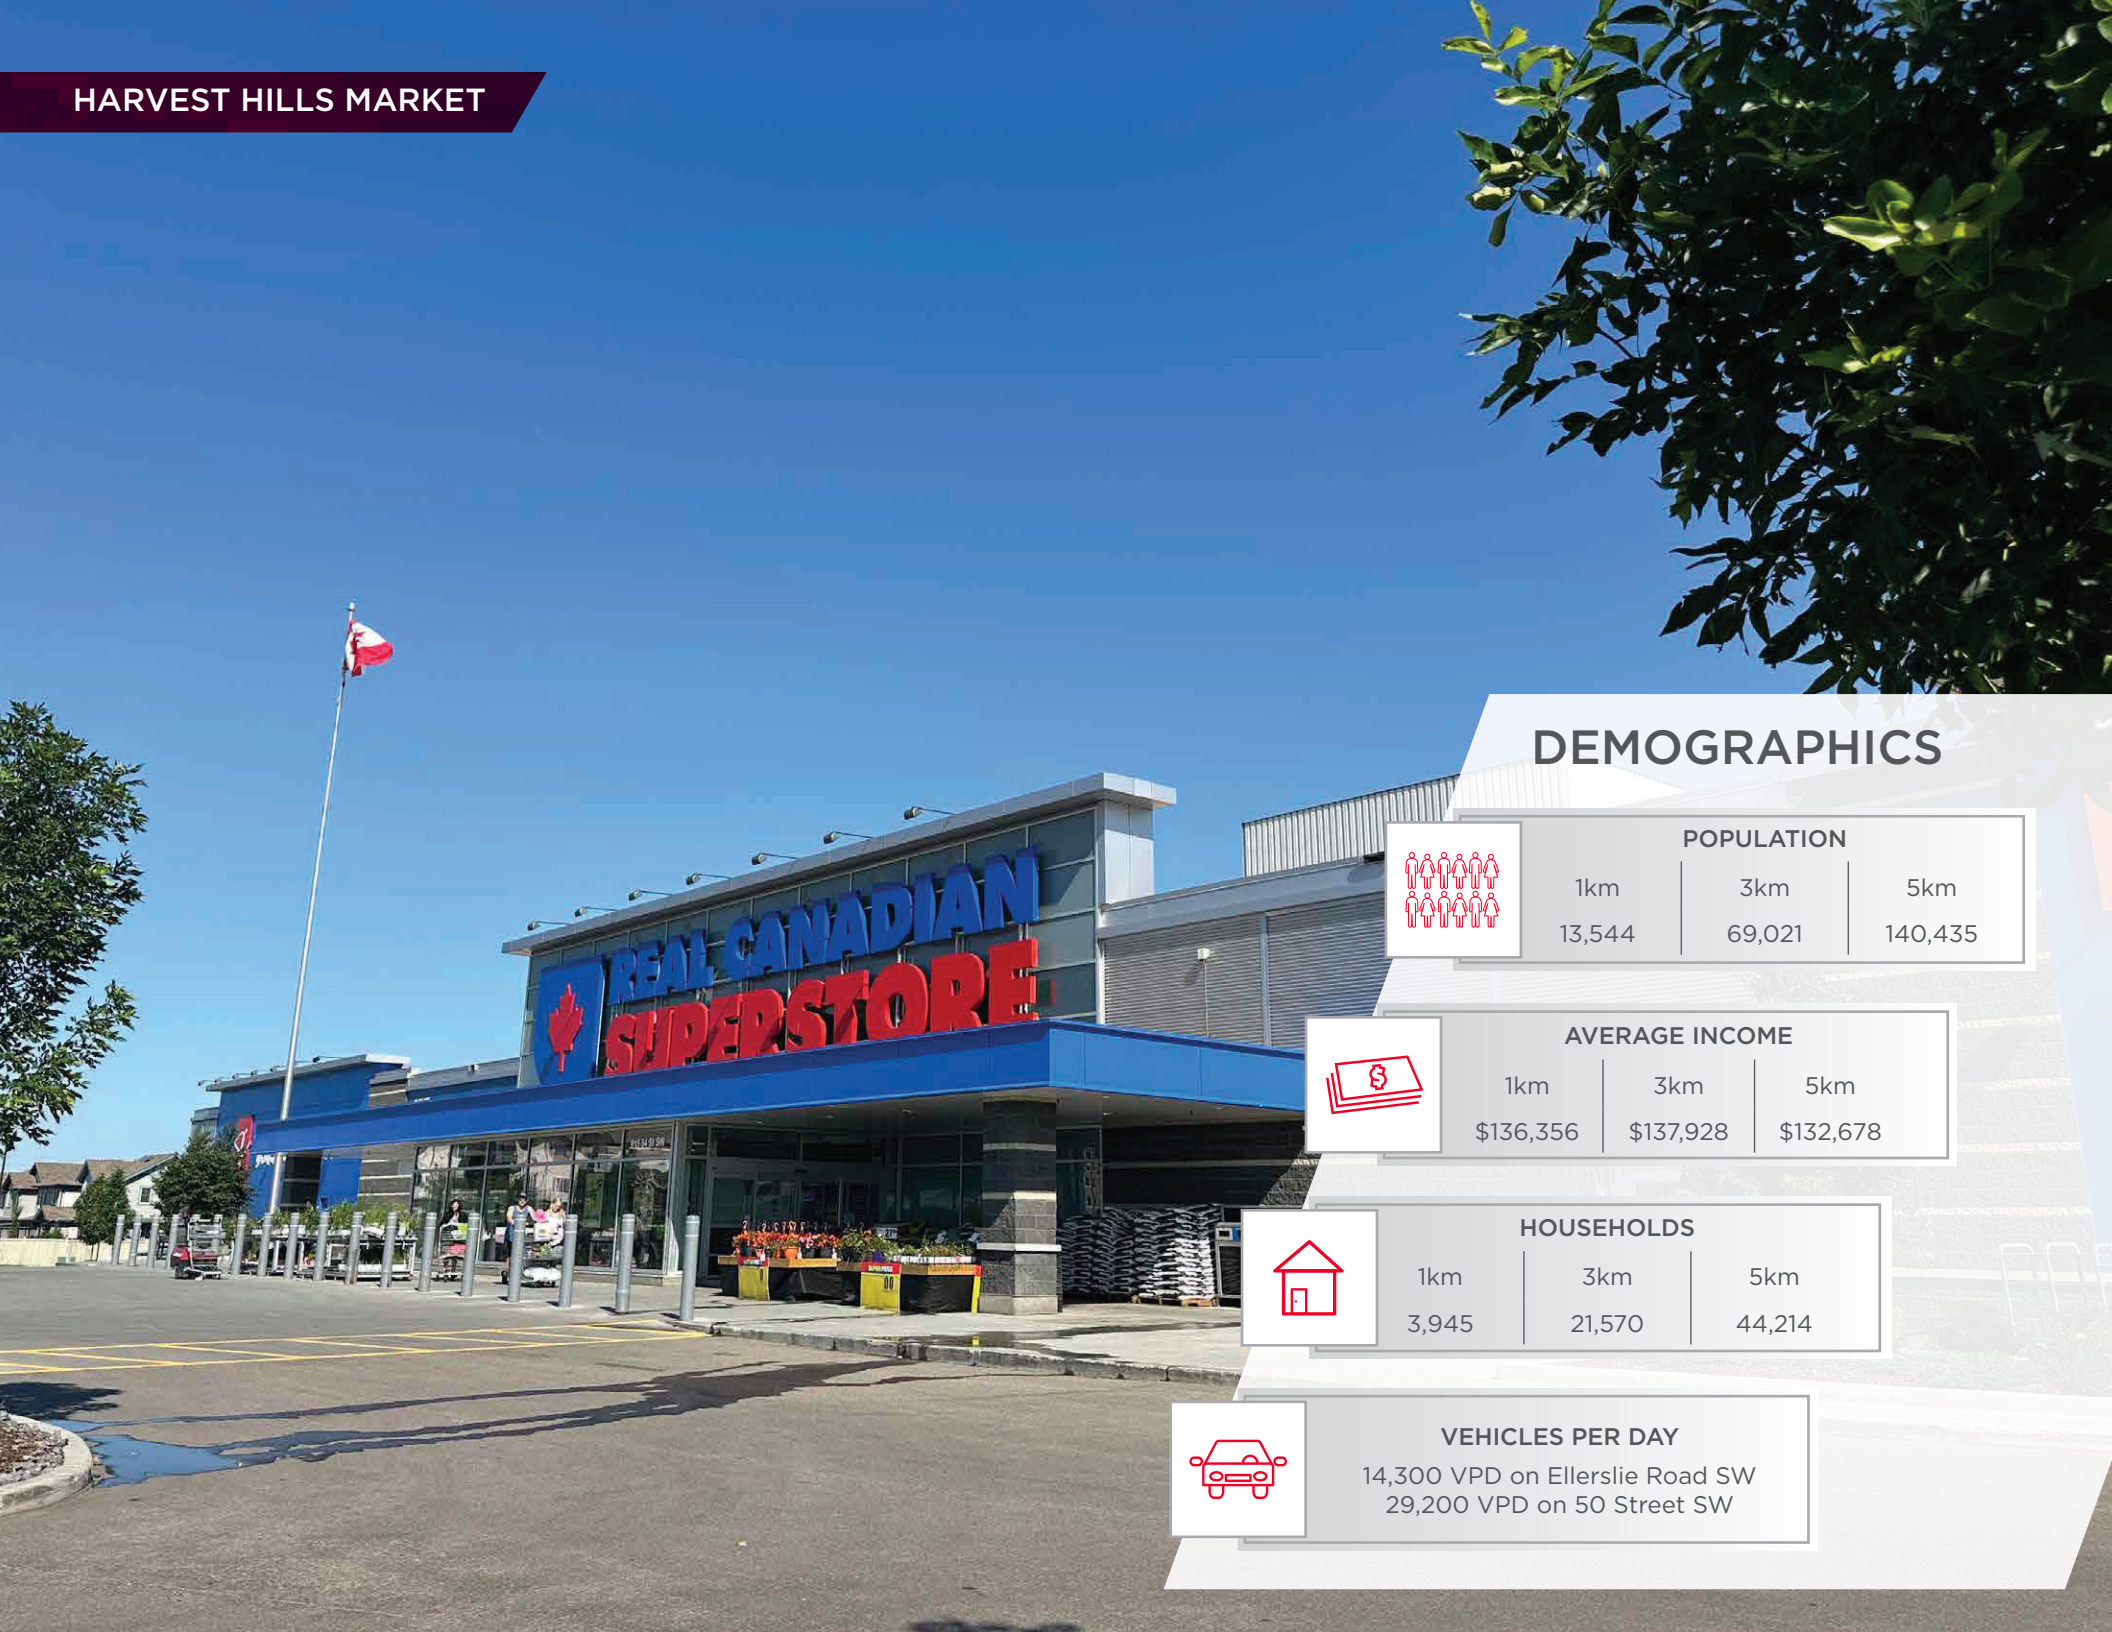 HARVEST HILLS MARKET
REAL CANADIAN
SUPERSTORE
DEMOGRAPHICS
POPULATION
1km 3km 5km
13,544 69,021 140,435
AVERAGE INCOME
1km 3km 5km
$136,356 $137,928 $132,678
HOUSEHOLDS
1km 3km 5km
3,945 21,570 44,214
VEHICLES PER DAY
14,300 VPD on Ellerslie Road SW
29,200 VPD on 50 Street SW